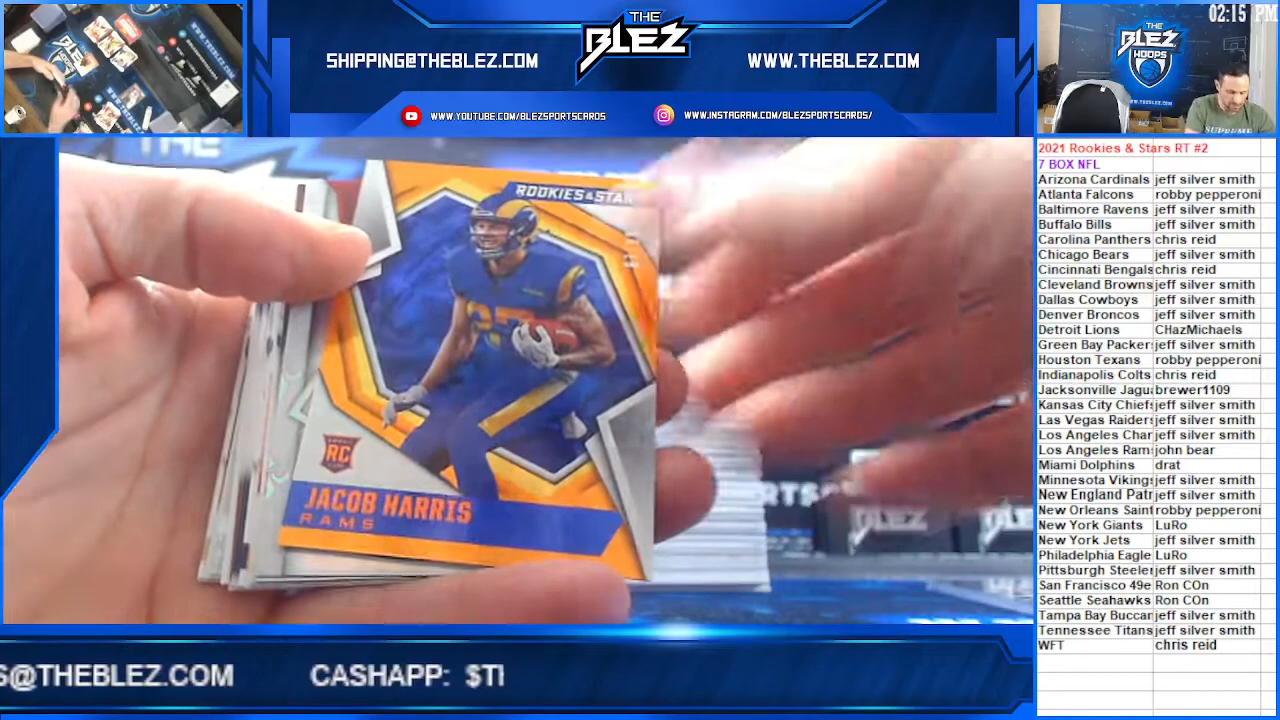 THE
BLEZ
SHIPPING@THEBLEZ.COM
WWW.THEBLEZ.COM
WWW.YOUTUBE.COM/BLEZSPORTSCARDS
WWW.INSTAGRAM.COM/BLEZSPORTSCARDS/
02:15 PM
THE
BLEZ
HOOPS
WWW.THEBLEZ.COM
SUPREME
2021 Rookies & Stars RT #2
7 BOX NFL
Arizona Cardinals jeff silver smith
Atlanta Falcons robby pepperoni
Baltimore Ravens jeff silver smith
Buffalo Bills jeff silver smith
Carolina Panthers chris reid
Chicago Bears jeff silver smith
Cincinnati Bengals chris reid
Cleveland Browns jeff silver smith
Dallas Cowboys jeff silver smith
Denver Broncos jeff silver smith
Detroit Lions CHazMichaels
Green Bay Packer jeff silver smith
Houston Texans robby pepperoni
Indianapolis Colts chris reid
Jacksonville Jagu brewer1109
Kansas City Chief jeff silver smith
Las Vegas Raider jeff silver smith
Los Angeles Char jeff silver smith
Los Angeles Ram john bear
Miami Dolphins drat
Minnesota Viking jeff silver smith
New England Patr jeff silver smith
New Orleans Saint robby pepperoni
New York Giants LuRo
New York Jets jeff silver smith
Philadelphia Eagle LuRo
Pittsburgh Steeler jeff silver smith
San Francisco 49e Ron COn
Seattle Seahawks Ron COn
Tampa Bay Buccar jeff silver smith
Tennessee Titans jeff silver smith
WFT chris reid
THE
ROOKIES & STAR
RC
JACOB HARRIS
RAMS
BLEZ
S@THEBLEZ.COM CASHAPP: $TI